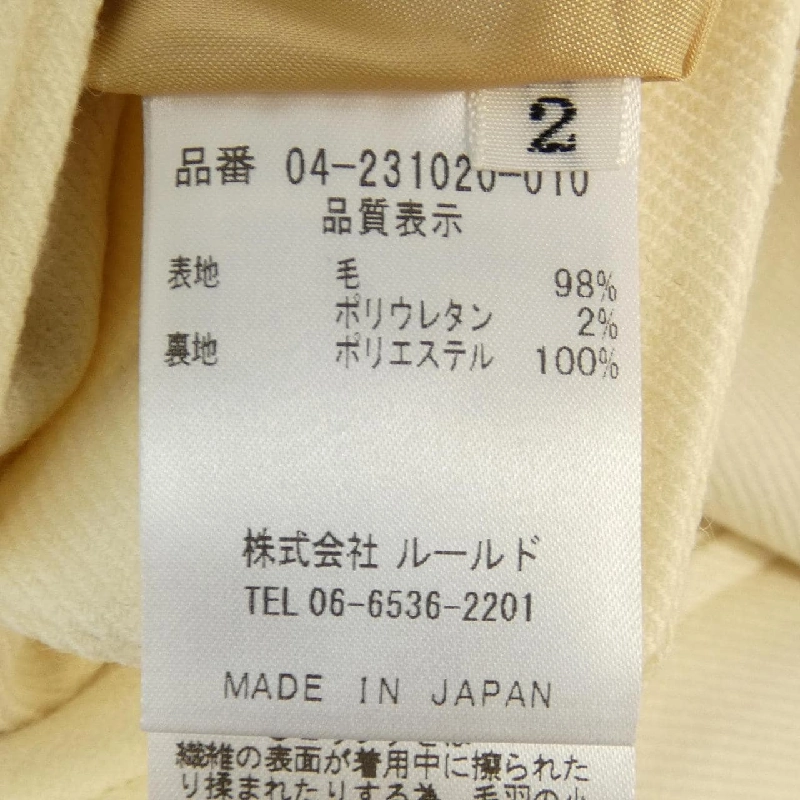 2
品番 04-231020-010
品質表示
表地 毛 98%
ポリウレタン 2%
裏地 ポリエステル 100%
株式会社 ルールド
TEL 06-6536-2201
MADE IN JAPAN
繊維の表面が着用中に擦られた
り揉まれたりする為、毛羽の